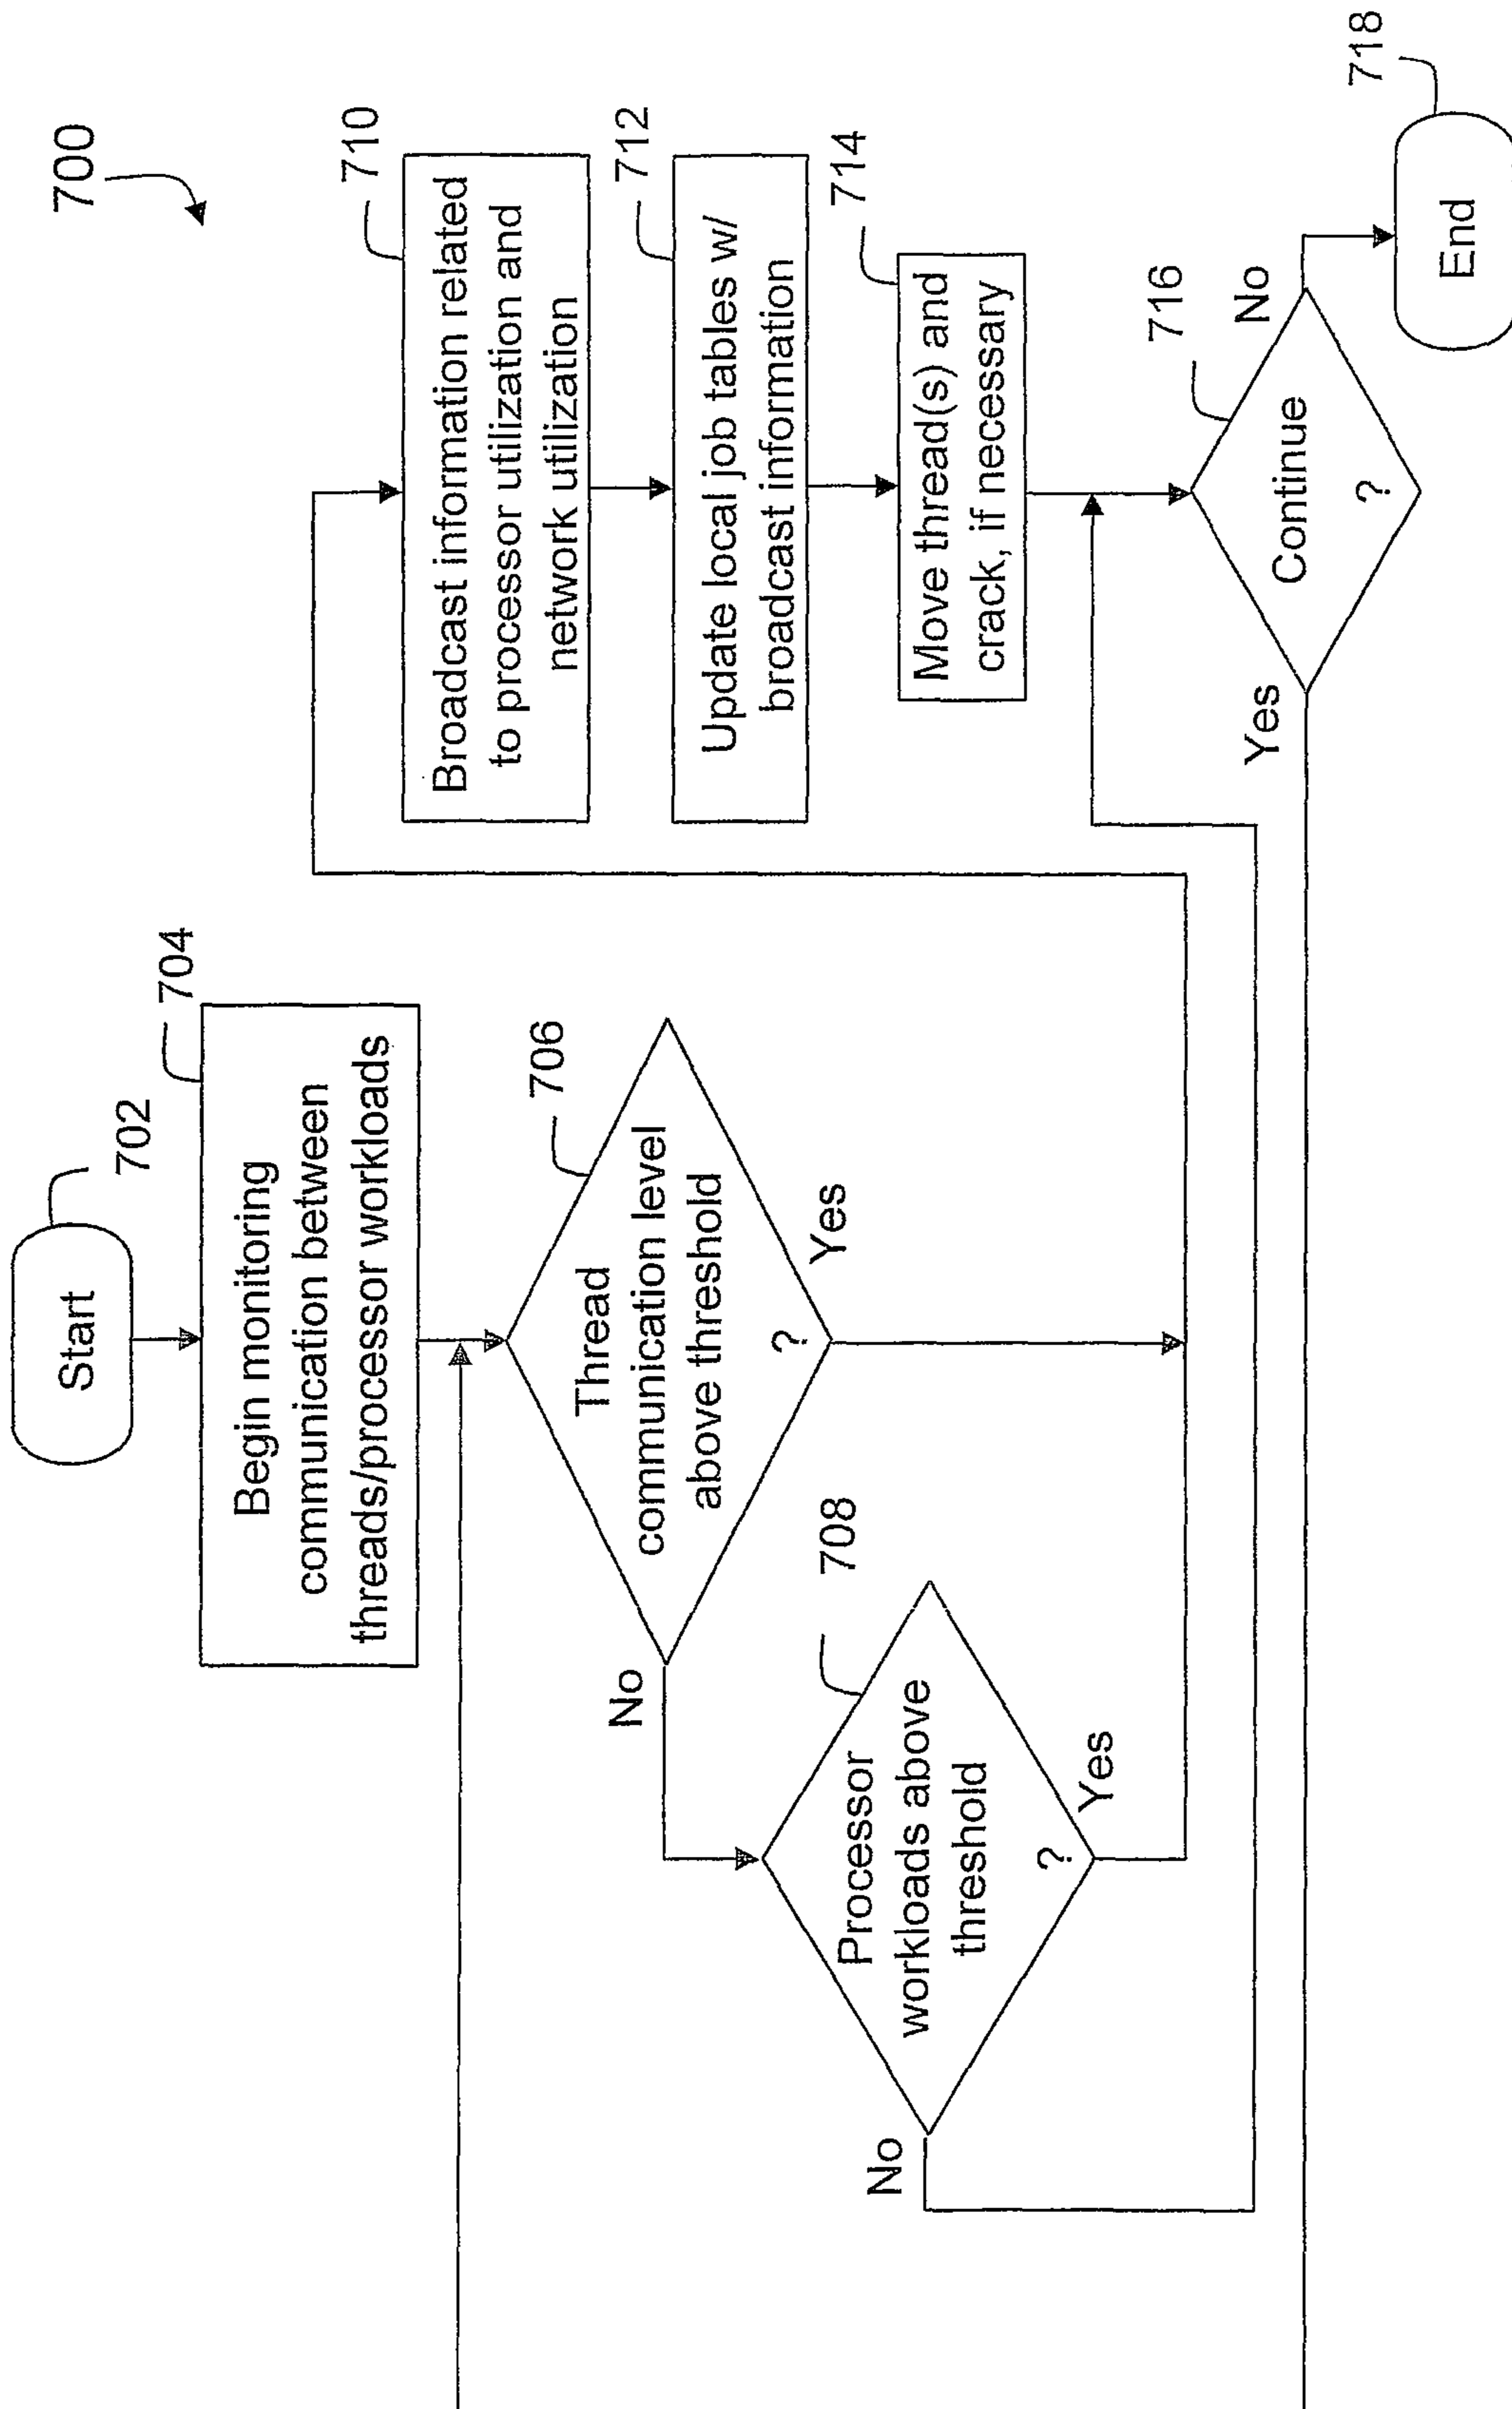 700
Start
702
704
Begin monitoring
communication between
threads/processor workloads
706
Thread
communication level
above threshold
?
No
Yes
708
Processor
workloads above
threshold
?
No
Yes
710
Broadcast information related
to processor utilization and
network utilization
712
Update local job tables w/
broadcast information
714
Move thread(s) and
crack, if necessary
716
Continue
?
Yes
No
718
End